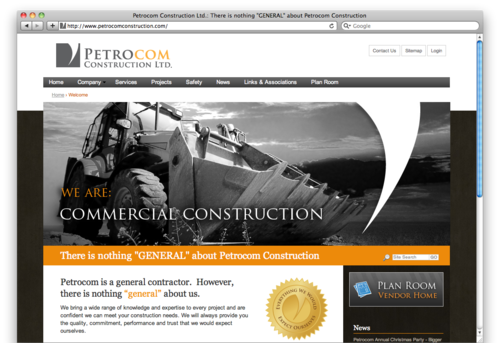 Petrocom Construction Ltd.: There is nothing "GENERAL" about Petrocom Construction
http://www.petrocomconstruction.com/
Google
PETROCOM
CONSTRUCTION LTD.
Contact Us
Sitemap
Login
Home Company Services Projects Safety News Links & Associations Plan Room
Home › Welcome
WE ARE:
COMMERCIAL CONSTRUCTION
There is nothing "GENERAL" about Petrocom Construction
Site Search GO
Petrocom is a general contractor. However,
there is nothing "general" about us.
We bring a wide range of knowledge and expertise to every project and are
confident we can meet your construction needs. We will always provide you
the quality, commitment, performance and trust that we would expect
ourselves.
EVERYTHING WE WOULD
EXPECT OURSELVES
PLAN ROOM
VENDOR HOME
News
Petrocom Annual Christmas Party - Bigger